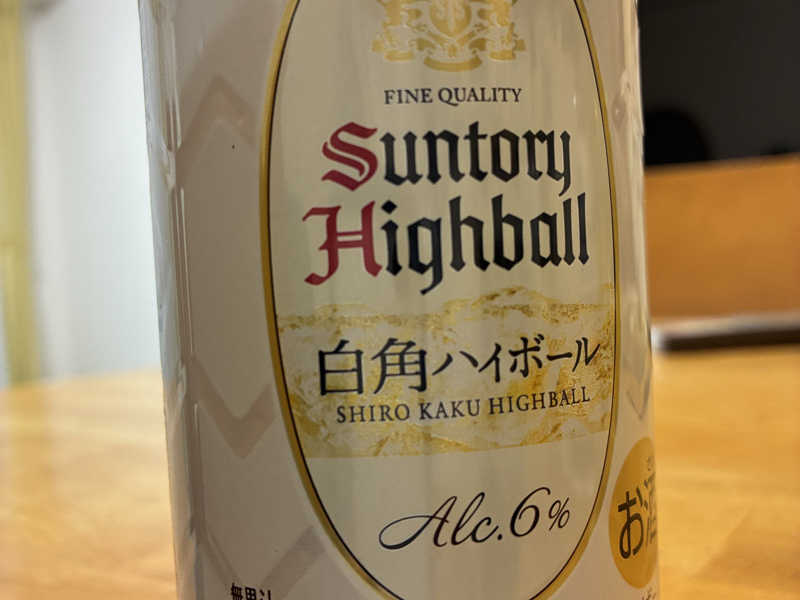 FINE QUALITY
Suntory
Highball
白角ハイボール
SHIRO KAKU HIGHBALL
Alc.6%
お酒